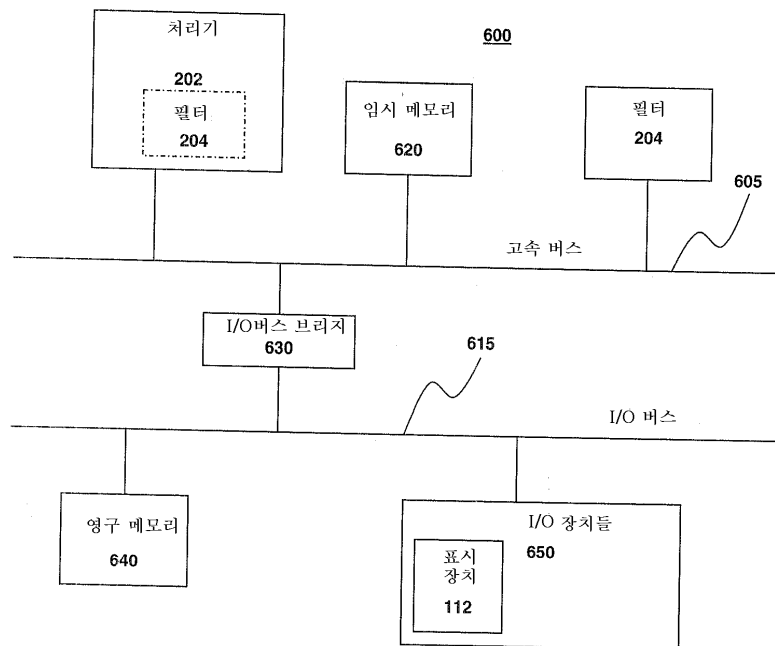 처리기
600
202
필터
204
임시 메모리
620
필터
204
605
고속 버스
I/O버스 브리지
630
615
I/O 버스
영구 메모리
640
I/O 장치들
650
표시
장치
112